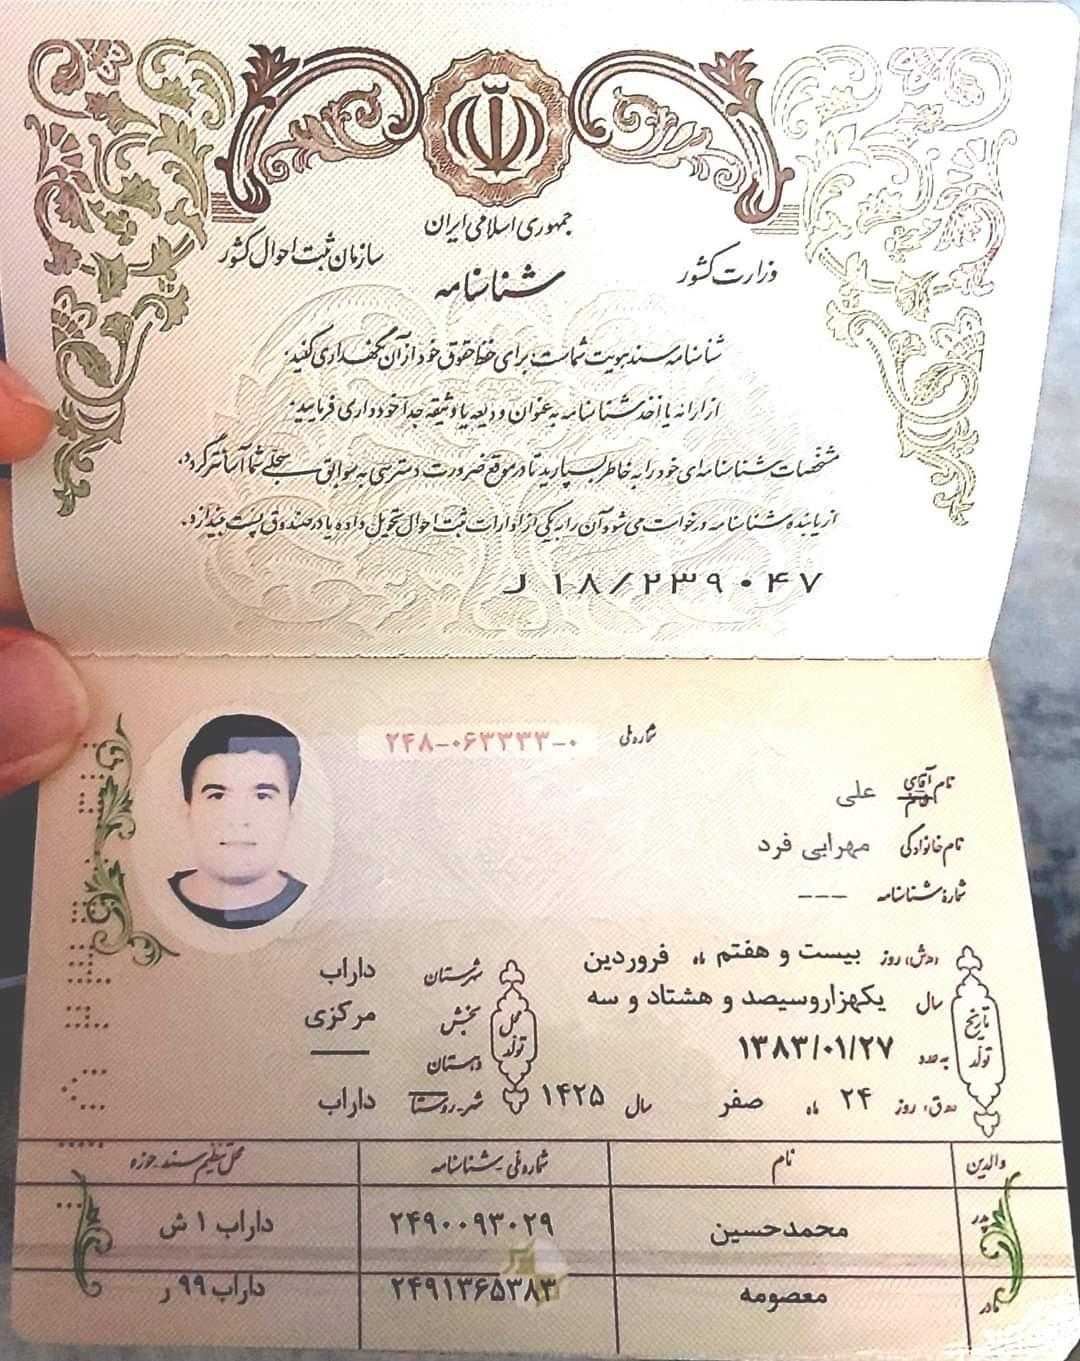 جمهوری اسلامی ایران
وزارت کشور
سازمان ثبت احوال کشور
شناسنامه
شناسنامه سند هویت شماست برای حفظ حقوق خود از آن نگهداری کنید.
از ارائه یا اخذ شناسنامه به عنوان ودیعه یا وثیقه جدا خودداری فرمایید.
مشخصات شناسنامه‌ای خود را به خاطر بسپارید تا در موقع ضرورت دسترسی به سوابق سجلی شما آسانتر گردد.
از یابنده شناسنامه درخواست می‌شود آن را به یکی از ادارات ثبت احوال تحویل داده یا در صندوق پست بیندازد.
۱۸/۲۳۹۰۴۷ ر
شماره ملی ۲۴۸-۰۶۳۳۳۳-۰
نام آقای خانم علی
نام خانوادگی مهرابی فرد
شماره شناسنامه ---
تاریخ تولد
(ه‍.ش) روز بیست و هفتم ماه فروردین
سال یکهزاروسیصد و هشتاد و سه
به عدد ۱۳۸۳/۰۱/۲۷
(ه‍.ق) روز ۲۴ ماه صفر سال ۱۴۲۵
محل تولد
شهرستان داراب
بخش مرکزی
دهستان ——
شهر-روستا داراب
والدین نام شماره ملی-شناسنامه محل تنظیم سند-حوزه
پدر محمدحسین ۲۴۹۰۰۹۳۰۲۹ داراب ۱ ش
مادر معصومه ۲۴۹۱۳۶۵۳۸۳ داراب ۹۹ ر